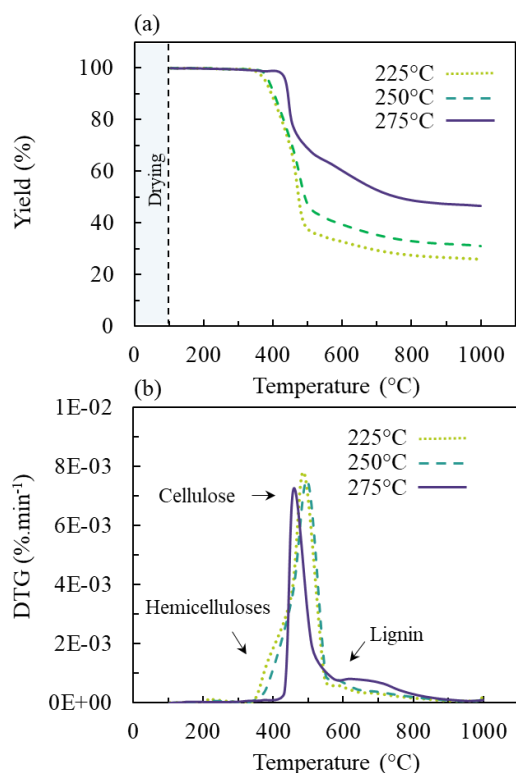 (a)
100
80
60
40
20
0
Yield (%)
Drying
225°C
250°C
275°C
0
200
400
600
800
1000
Temperature (°C)
(b)
1E-02
8E-03
6E-03
4E-03
2E-03
0E+00
DTG (%.min⁻¹)
225°C
250°C
275°C
Cellulose
Hemicelluloses
Lignin
0
200
400
600
800
1000
Temperature (°C)